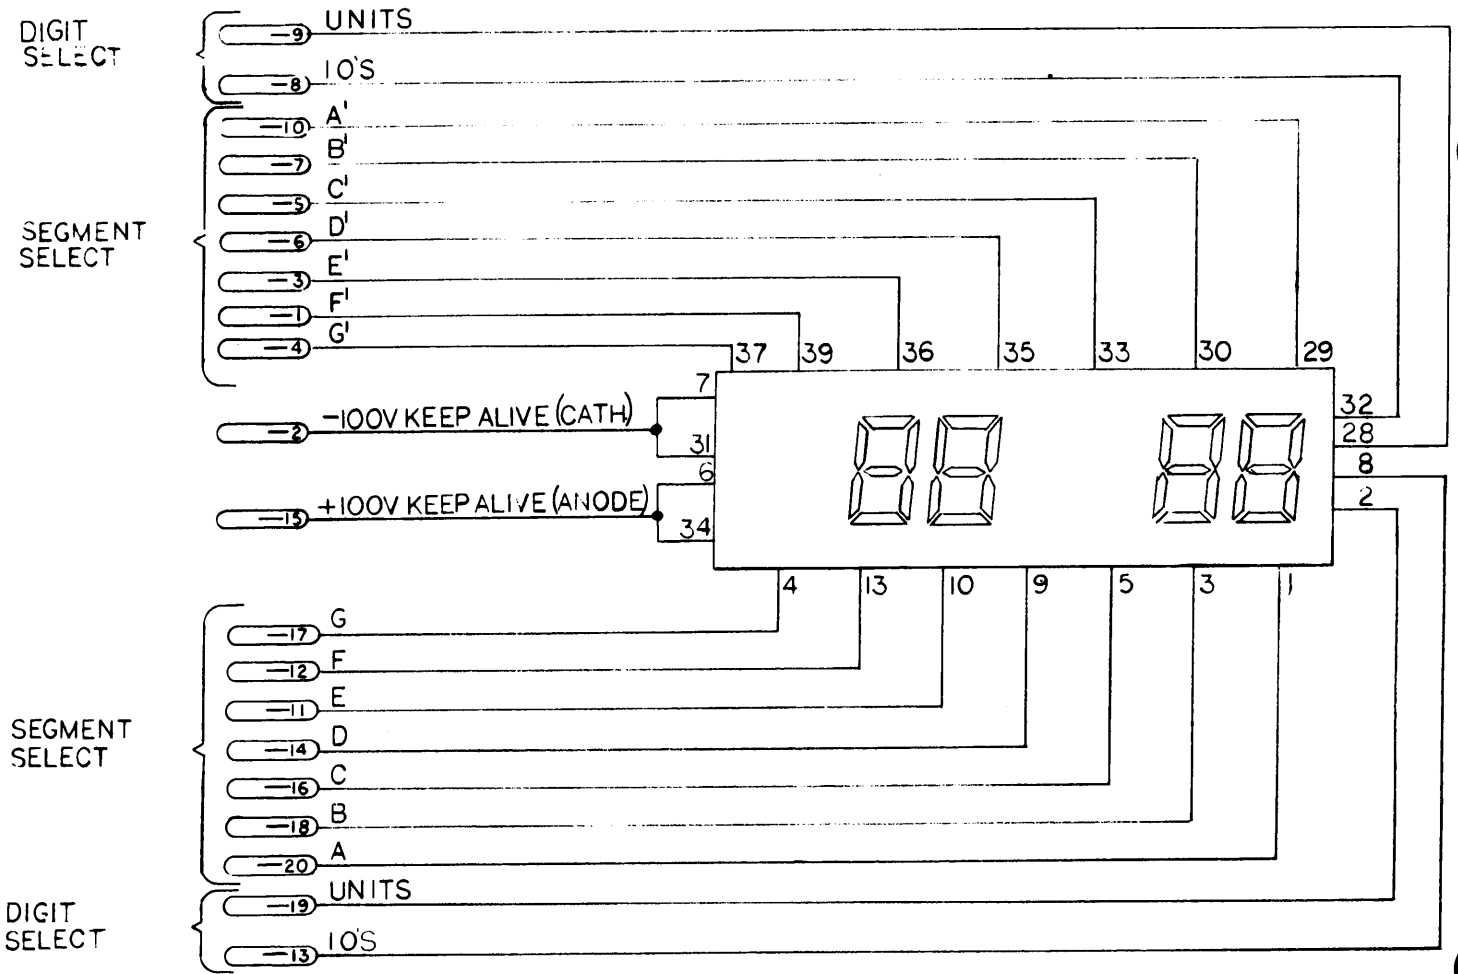 DIGIT
SELECT
-9 UNITS
-8 10'S
SEGMENT
SELECT
-10 A'
-7 B'
-5 C'
-6 D'
-3 E'
-1 F'
-4 G'
37 39 36 35 33 30 29
7
-2 -100V KEEP ALIVE (CATH)
31
6
-15 +100V KEEP ALIVE (ANODE)
34
32
28
8
2
4 13 10 9 5 3 1
SEGMENT
SELECT
-17 G
-12 F
-11 E
-14 D
-16 C
-18 B
-20 A
DIGIT
SELECT
-19 UNITS
-13 10'S